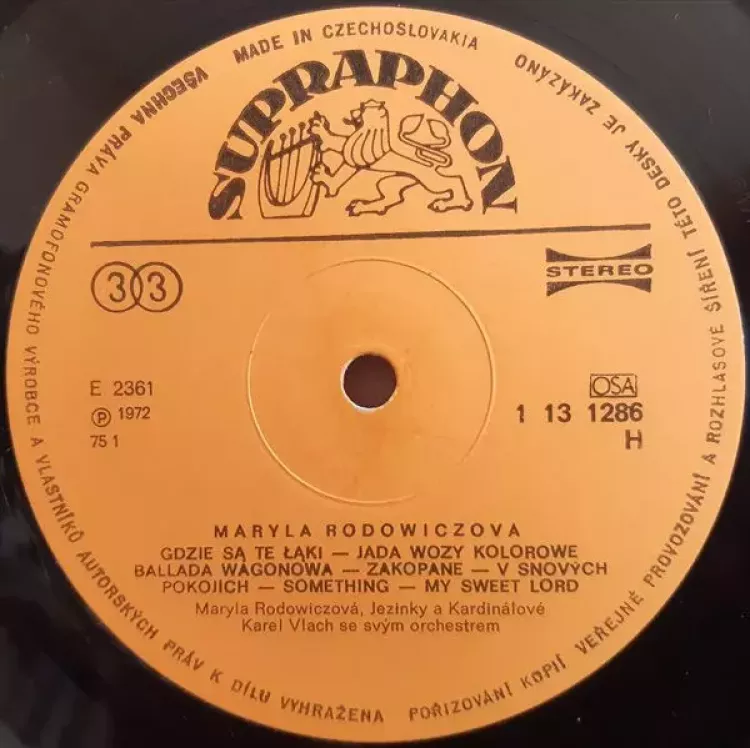 MADE IN CZECHOSLOVAKIA
SUPRAPHON
33
STEREO
E 2361
Ⓟ 1972
75 1
OSA
1 13 1286
H
MARYLA RODOWICZOVA
GDZIE SĄ TE ŁĄKI — JADA WOZY KOLOROWE
BALLADA WAGONOWA — ZAKOPANE — V SNOVÝCH
POKOJICH — SOMETHING — MY SWEET LORD
Maryla Rodowiczová, Jezinky a Kardinálové
Karel Vlach se svým orchestrem
VŠECHNA PRÁVA GRAMOFONOVÉHO VÝROBCE A VLASTNÍKŮ AUTORSKÝCH PRÁV K DÍLU VYHRAŽENA POŘIZOVÁNÍ KOPIÍ VEŘEJNÉ PROVOZOVÁNÍ A ROZHLASOVÉ ŠÍŘENÍ TÉTO DESKY JE ZAKÁZÁNO